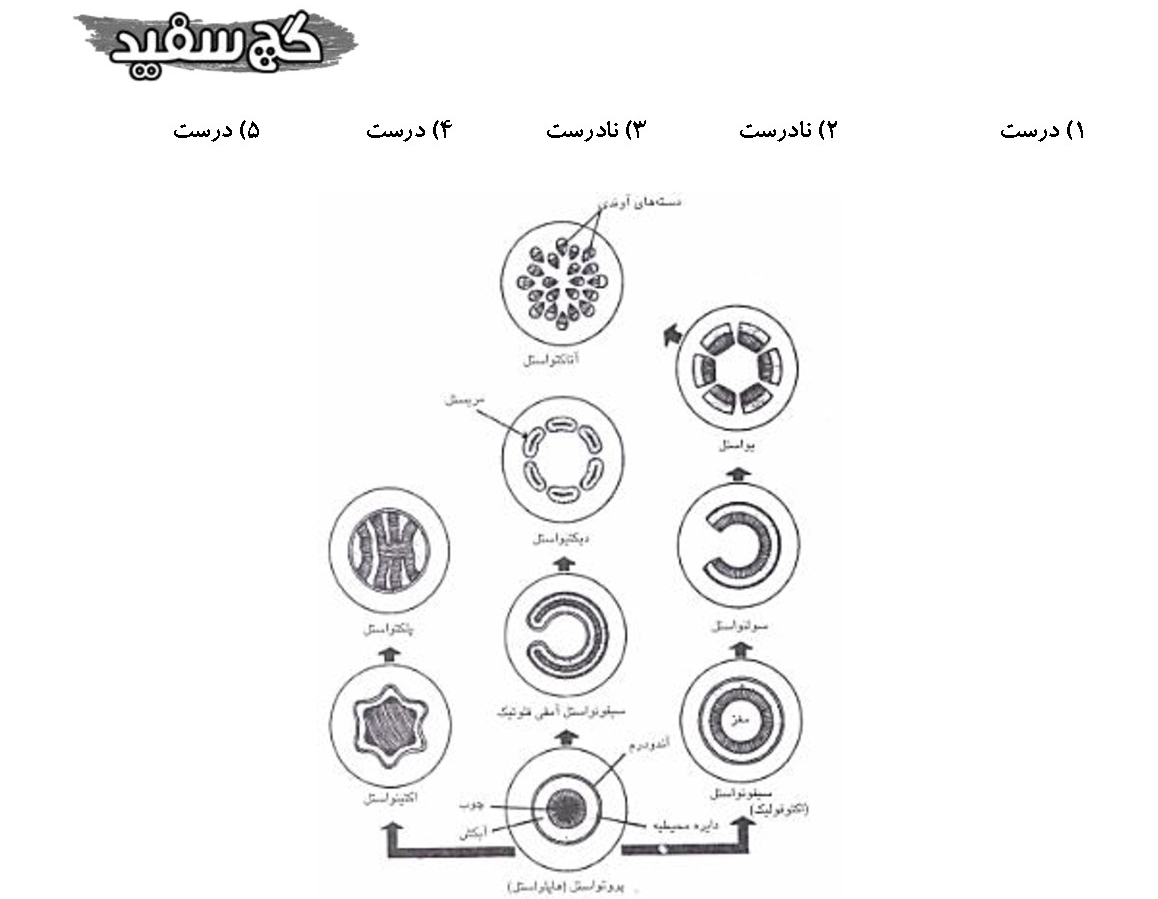 گچ سفید
۱) درست ۲) نادرست ۳) نادرست ۴) درست ۵) درست
دسته‌های آوندی
آتاکتواستل
مریستل
یواستل
دیکتیواستل
پلکتواستل
سولنواستل
سیفونواستل آمفی فلوئیک
مغز
آندودرم
اکتینواستل
سیفونواستل
(اکتوفولیک)
چوب
آبکش
دایره محیطیه
پروتواستل (هاپلواستل)